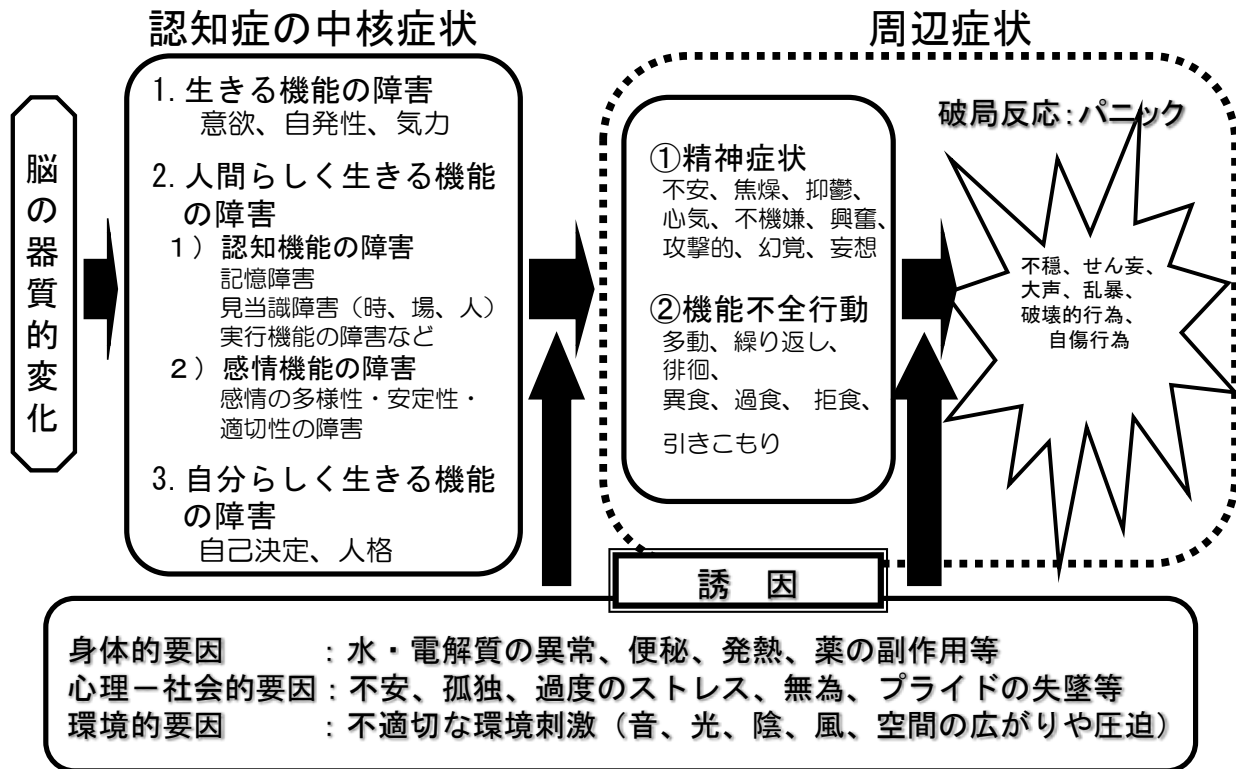 認知症の中核症状
周辺症状
脳の器質的変化
1. 生きる機能の障害
意欲、自発性、気力
2. 人間らしく生きる機能
の障害
1）認知機能の障害
記憶障害
見当識障害（時、場、人）
実行機能の障害など
2）感情機能の障害
感情の多様性・安定性・
適切性の障害
3. 自分らしく生きる機能
の障害
自己決定、人格
①精神症状
不安、焦燥、抑鬱、
心気、不機嫌、興奮、
攻撃的、幻覚、妄想
②機能不全行動
多動、繰り返し、
徘徊、
異食、過食、 拒食、
引きこもり
破局反応：パニック
不穏、せん妄、
大声、乱暴、
破壊的行為、
自傷行為
誘 因
身体的要因 ：水・電解質の異常、便秘、発熱、薬の副作用等
心理－社会的要因：不安、孤独、過度のストレス、無為、プライドの失墜等
環境的要因 ：不適切な環境刺激（音、光、陰、風、空間の広がりや圧迫）